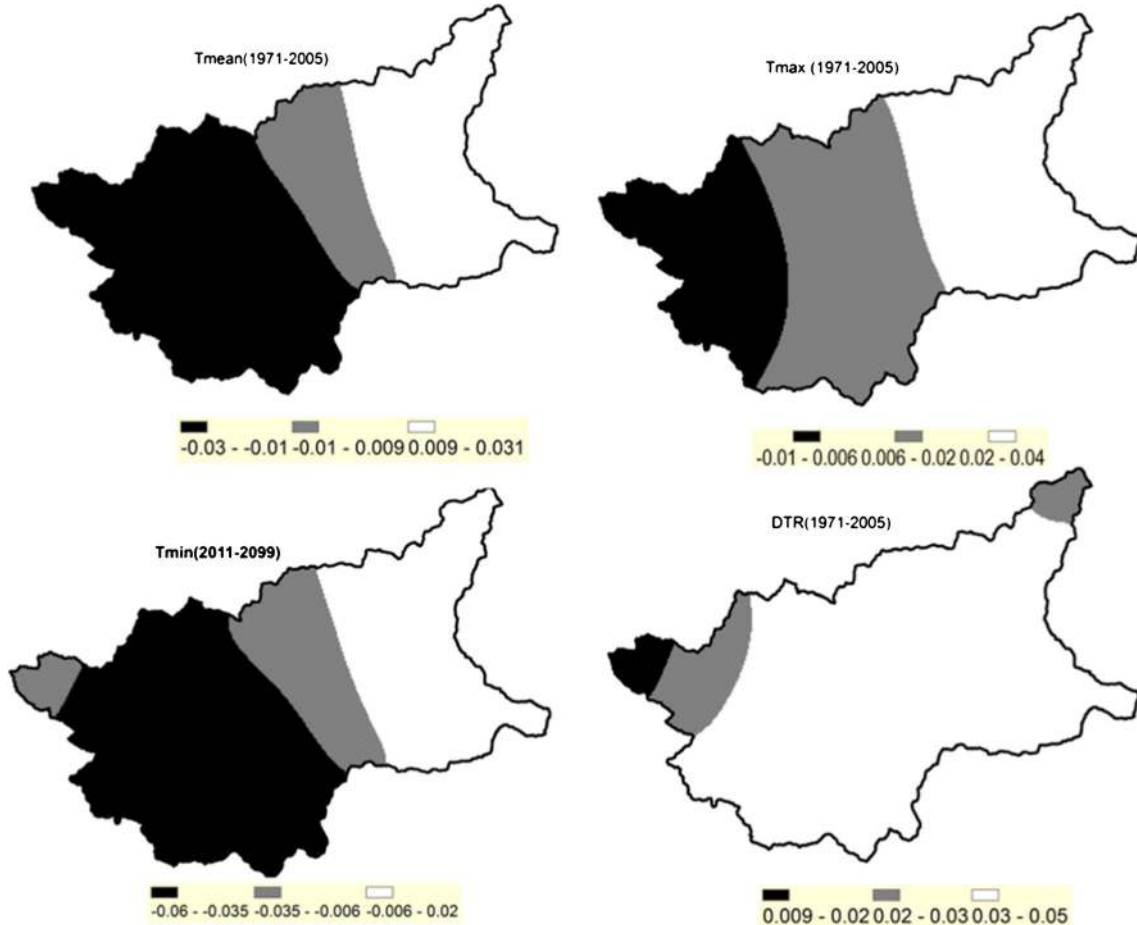 Tmean(1971-2005)
Tmax (1971-2005)
-0.03 - -0.01 -0.01 - 0.009 0.009 - 0.031
-0.01 - 0.006 0.006 - 0.02 0.02 - 0.04
Tmin(2011-2099)
DTR(1971-2005)
-0.06 - -0.035 -0.035 - -0.006 -0.006 - 0.02
0.009 - 0.02 0.02 - 0.03 0.03 - 0.05